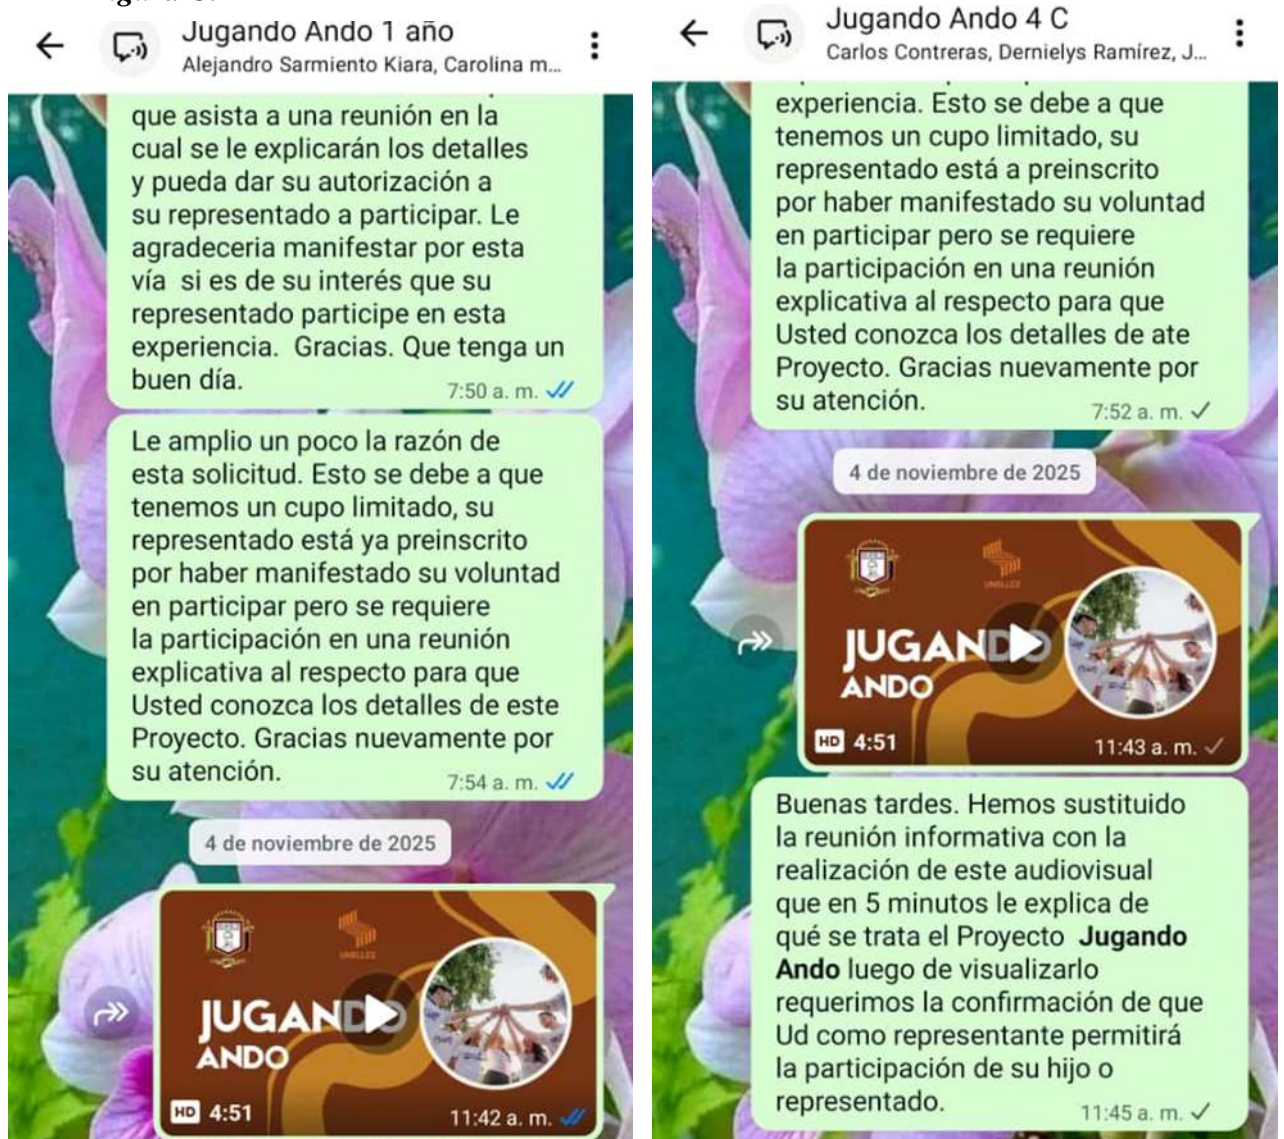 Jugando Ando 1 año
Alejandro Sarmiento Kiara, Carolina m...
que asista a una reunión en la
cual se le explicarán los detalles
y pueda dar su autorización a
su representado a participar. Le
agradeceria manifestar por esta
vía si es de su interés que su
representado participe en esta
experiencia. Gracias. Que tenga un
buen día.
7:50 a. m.
Le amplio un poco la razón de
esta solicitud. Esto se debe a que
tenemos un cupo limitado, su
representado está ya preinscrito
por haber manifestado su voluntad
en participar pero se requiere
la participación en una reunión
explicativa al respecto para que
Usted conozca los detalles de este
Proyecto. Gracias nuevamente por
su atención.
7:54 a. m.
4 de noviembre de 2025
UNELLEZ
JUGANDO
ANDO
HD 4:51
11:42 a. m.
Jugando Ando 4 C
Carlos Contreras, Dernielys Ramírez, J...
experiencia. Esto se debe a que
tenemos un cupo limitado, su
representado está a preinscrito
por haber manifestado su voluntad
en participar pero se requiere
la participación en una reunión
explicativa al respecto para que
Usted conozca los detalles de ate
Proyecto. Gracias nuevamente por
su atención.
7:52 a. m.
4 de noviembre de 2025
UNELLEZ
JUGANDO
ANDO
HD 4:51
11:43 a. m.
Buenas tardes. Hemos sustituido
la reunión informativa con la
realización de este audiovisual
que en 5 minutos le explica de
qué se trata el Proyecto Jugando
Ando luego de visualizarlo
requerimos la confirmación de que
Ud como representante permitirá
la participación de su hijo o
representado.
11:45 a. m.